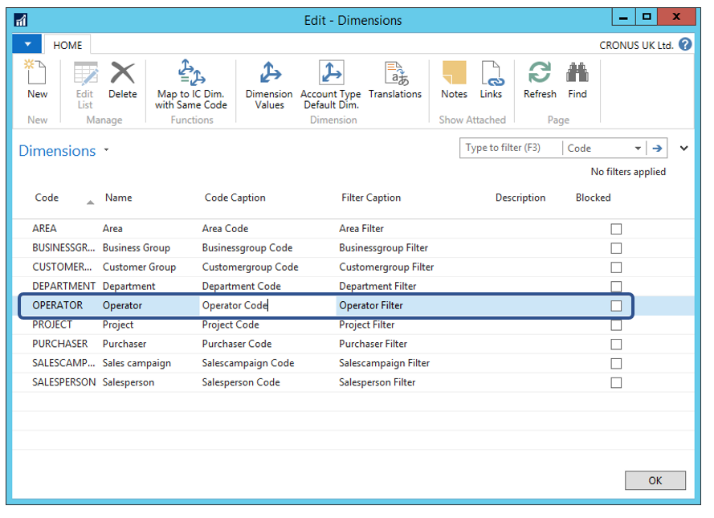 Edit - Dimensions
HOME
CRONUS UK Ltd.
New
Edit List
Delete
Map to IC Dim. with Same Code
Dimension Values
Account Type Default Dim.
Translations
Notes
Links
Refresh
Find
New
Manage
Functions
Dimension
Show Attached
Page
Dimensions
Type to filter (F3)
Code
No filters applied
Code Name Code Caption Filter Caption Description Blocked
AREA Area Area Code Area Filter
BUSINESSGR... Business Group Businessgroup Code Businessgroup Filter
CUSTOMER... Customer Group Customergroup Code Customergroup Filter
DEPARTMENT Department Department Code Department Filter
OPERATOR Operator Operator Code Operator Filter
PROJECT Project Project Code Project Filter
PURCHASER Purchaser Purchaser Code Purchaser Filter
SALESCAMP... Sales campaign Salescampaign Code Salescampaign Filter
SALESPERSON Salesperson Salesperson Code Salesperson Filter
OK